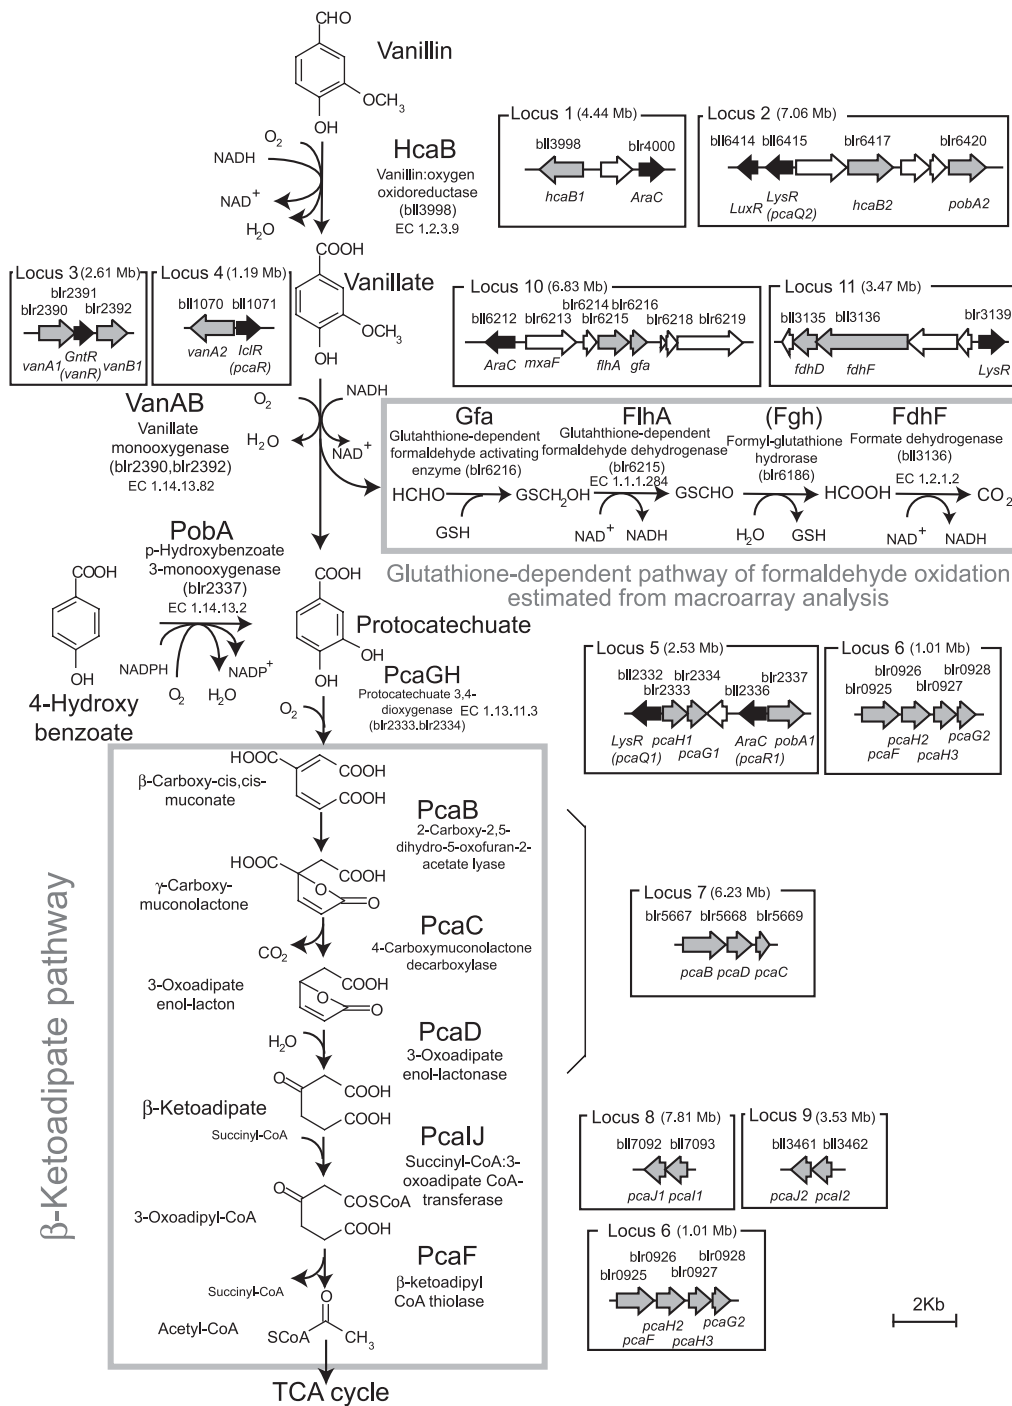 CHO
Vanillin
OCH3
OH
O2
NADH
NAD+
H2O
HcaB
Vanillin:oxygen
oxidoreductase
(bll3998)
EC 1.2.3.9
Locus 1 (4.44 Mb)
bll3998
blr4000
hcaB1
AraC
Locus 2 (7.06 Mb)
bll6414
bll6415
blr6417
blr6420
LuxR
LysR
(pcaQ2)
hcaB2
pobA2
COOH
Vanillate
OCH3
OH
Locus 3 (2.61 Mb)
blr2391
blr2390
blr2392
vanA1
GntR
(vanR)
vanB1
Locus 4 (1.19 Mb)
bll1070
bll1071
vanA2
IclR
(pcaR)
Locus 10 (6.83 Mb)
blr6214
blr6216
bll6212
blr6213
blr6215
blr6218
blr6219
AraC
mxaF
flhA
gfa
Locus 11 (3.47 Mb)
bll3135
bll3136
blr3139
fdhD
fdhF
LysR
VanAB
Vanillate
monooxygenase
(blr2390,blr2392)
EC 1.14.13.82
O2
NADH
H2O
NAD+
Gfa
Glutahthione-dependent
formaldehyde activating
enzyme (blr6216)
FlhA
Glutathione-dependent
formaldehyde dehydrogenase
(blr6215)
EC 1.1.1.284
(Fgh)
Formyl-glutathione
hydrorase
(blr6186)
FdhF
Formate dehydrogenase
(bll3136)
EC 1.2.1.2
HCHO
GSCH2OH
GSCHO
HCOOH
CO2
GSH
NAD+
NADH
H2O
GSH
NAD+
NADH
Glutathione-dependent pathway of formaldehyde oxidation
estimated from macroarray analysis
PobA
p-Hydroxybenzoate
3-monooxygenase
(blr2337)
EC 1.14.13.2
COOH
OH
4-Hydroxy
benzoate
NADPH
O2
H2O
NADP+
COOH
Protocatechuate
OH
OH
PcaGH
Protocatechuate 3,4-
dioxygenase
EC 1.13.11.3
(blr2333.blr2334)
O2
Locus 5 (2.53 Mb)
bll2332
blr2334
blr2337
blr2333
bll2336
LysR
(pcaQ1)
pcaH1
pcaG1
AraC
(pcaR1)
pobA1
Locus 6 (1.01 Mb)
blr0926
blr0928
blr0925
blr0927
pcaH2
pcaG2
pcaF
pcaH3
β-Ketoadipate pathway
HOOC
COOH
COOH
β-Carboxy-cis,cis-
muconate
PcaB
2-Carboxy-2,5-
dihydro-5-oxofuran-2-
acetate lyase
HOOC
COOH
O
O
γ-Carboxy-
muconolactone
PcaC
4-Carboxymuconolactone
decarboxylase
CO2
COOH
O
O
3-Oxoadipate
enol-lacton
Locus 7 (6.23 Mb)
blr5667
blr5668
blr5669
pcaB
pcaD
pcaC
PcaD
3-Oxoadipate
enol-lactonase
H2O
O
COOH
COOH
β-Ketoadipate
Succinyl-CoA
PcaIJ
Succinyl-CoA:3-
oxoadipate CoA-
transferase
Locus 8 (7.81 Mb)
bll7092
bll7093
pcaJ1
pcaI1
Locus 9 (3.53 Mb)
bll3461
bll3462
pcaJ2
pcaI2
O
COSCoA
COOH
3-Oxoadipyl-CoA
PcaF
β-ketoadipyl
CoA thiolase
Succinyl-CoA
Locus 6 (1.01 Mb)
blr0926
blr0928
blr0925
blr0927
pcaH2
pcaG2
pcaF
pcaH3
2Kb
Acetyl-CoA
O
SCoA
CH3
TCA cycle